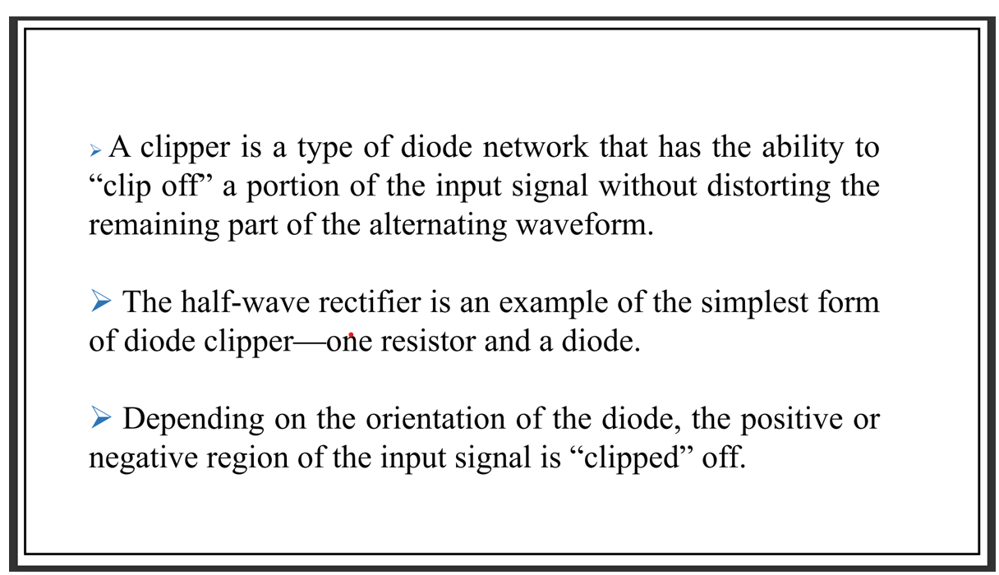 ➢ A clipper is a type of diode network that has the ability to
“clip off” a portion of the input signal without distorting the
remaining part of the alternating waveform.
➢ The half-wave rectifier is an example of the simplest form
of diode clipper—one resistor and a diode.
➢ Depending on the orientation of the diode, the positive or
negative region of the input signal is “clipped” off.